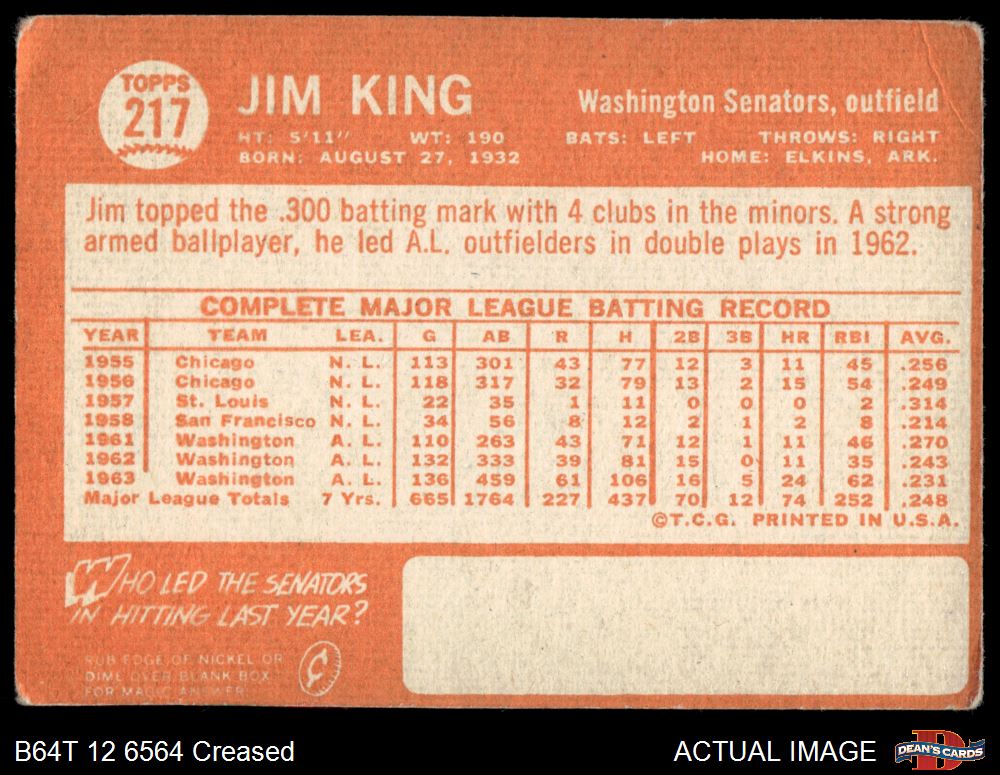 TOPPS
217
JIM KING
Washington Senators, outfield
HT: 5'11" WT: 190 BATS: LEFT THROWS: RIGHT
BORN: AUGUST 27, 1932 HOME: ELKINS, ARK.
Jim topped the .300 batting mark with 4 clubs in the minors. A strong
armed ballplayer, he led A.L. outfielders in double plays in 1962.
COMPLETE MAJOR LEAGUE BATTING RECORD
YEAR TEAM LEA. G AB R H 2B 3B HR RBI AVG.
1955 Chicago N. L. 113 301 43 77 12 3 11 45 .256
1956 Chicago N. L. 118 317 32 79 13 2 15 54 .249
1957 St. Louis N. L. 22 35 1 11 0 0 0 2 .314
1958 San Francisco N. L. 34 56 8 12 2 1 2 8 .214
1961 Washington A. L. 110 263 43 71 12 1 11 46 .270
1962 Washington A. L. 132 333 39 81 15 0 11 35 .243
1963 Washington A. L. 136 459 61 106 16 5 24 62 .231
Major League Totals 7 Yrs. 665 1764 227 437 70 12 74 252 .248
©T.C.G. PRINTED IN U.S.A.
WHO LED THE SENATORS
IN HITTING LAST YEAR?
RUB EDGE OF NICKEL OR
DIME OVER BLANK BOX
FOR MAGIC ANSWER
¢
B64T 12 6564 Creased
ACTUAL IMAGE
D
DEAN'S CARDS